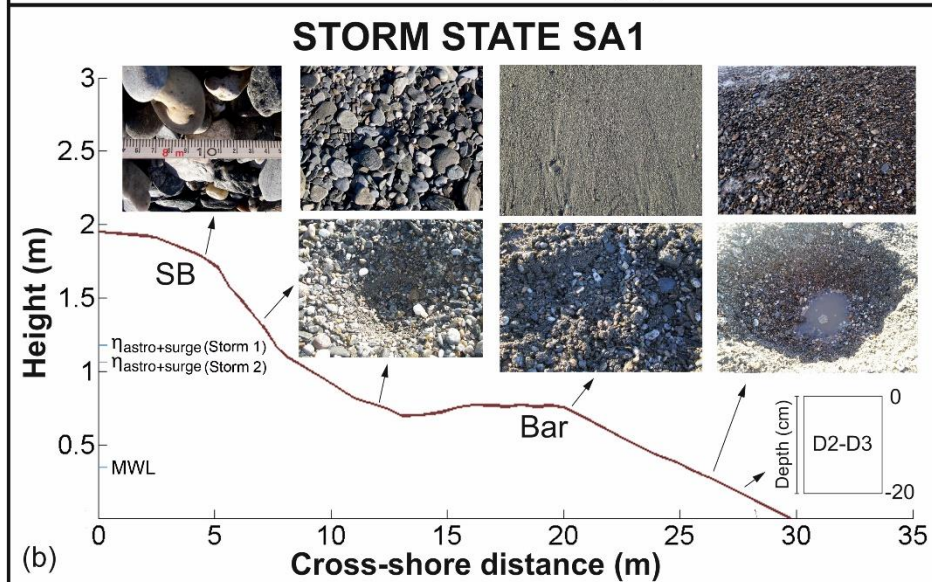 STORM STATE SA1
3
2.5
2
1.5
1
0.5
Height (m)
8 m 10
SB
ηastro+surge (Storm 1)
ηastro+surge (Storm 2)
MWL
Bar
Depth (cm)
0
D2-D3
-20
0 5 10 15 20 25 30 35
(b)
Cross-shore distance (m)